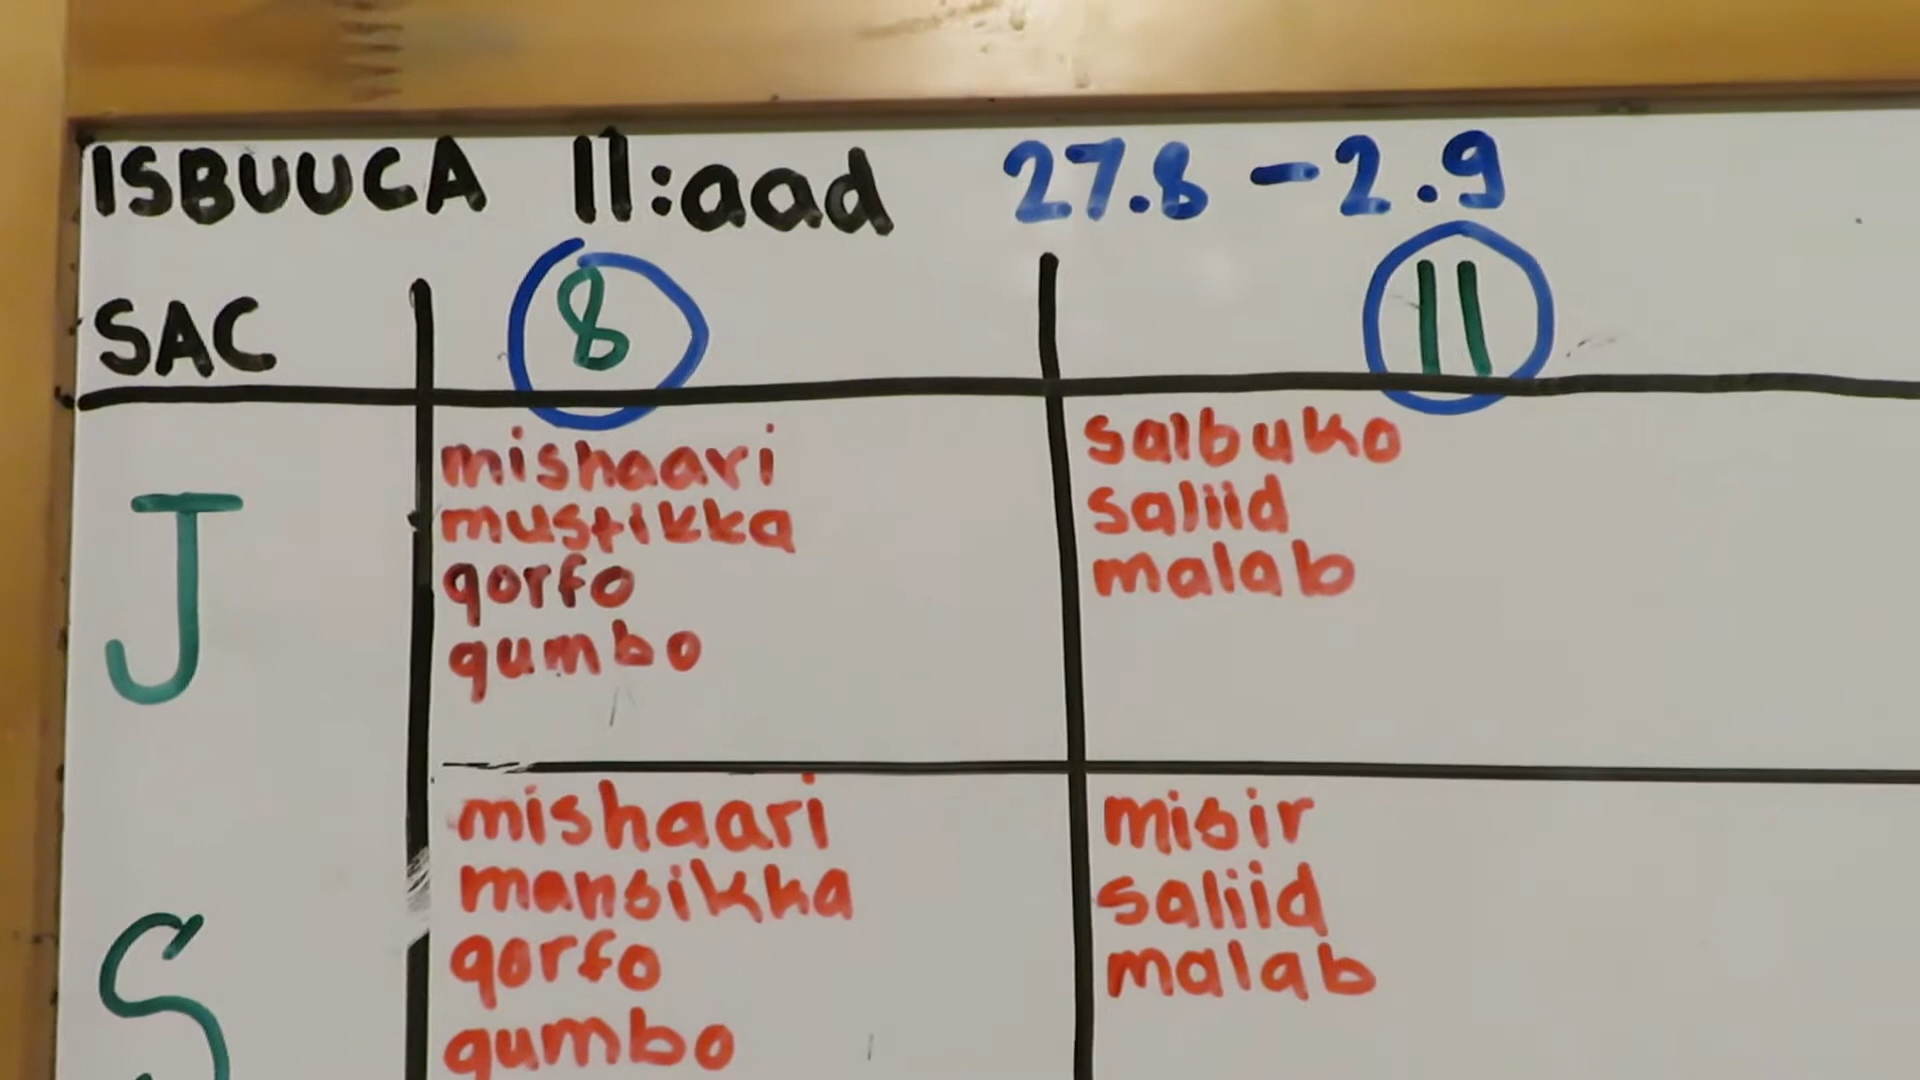 ISBUUCA 11:aad 27.8 - 2.9
SAC 8 11
J
mishaari
mustikka
qorfo
qumbo
salbuko
saliid
malab
S
mishaari
mansikka
qorfo
qumbo
misir
saliid
malab